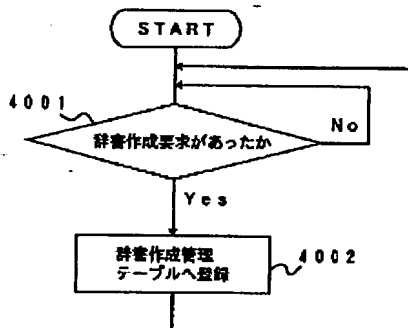 START
4001
辞書作成要求があったか
No
Yes
辞書作成管理
テーブルへ登録
4002